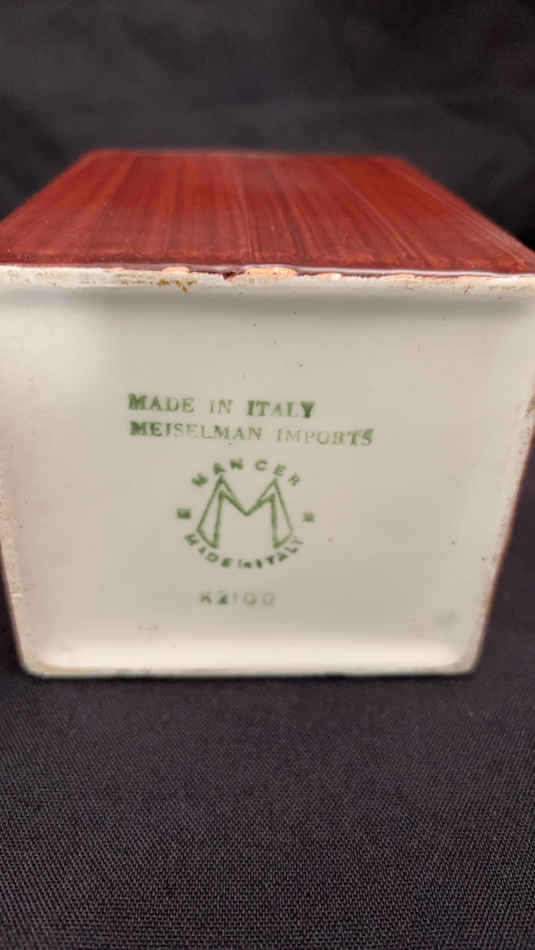 MADE IN ITALY
MEISELMAN IMPORTS
MANCER
M
MADE IN ITALY
K2100